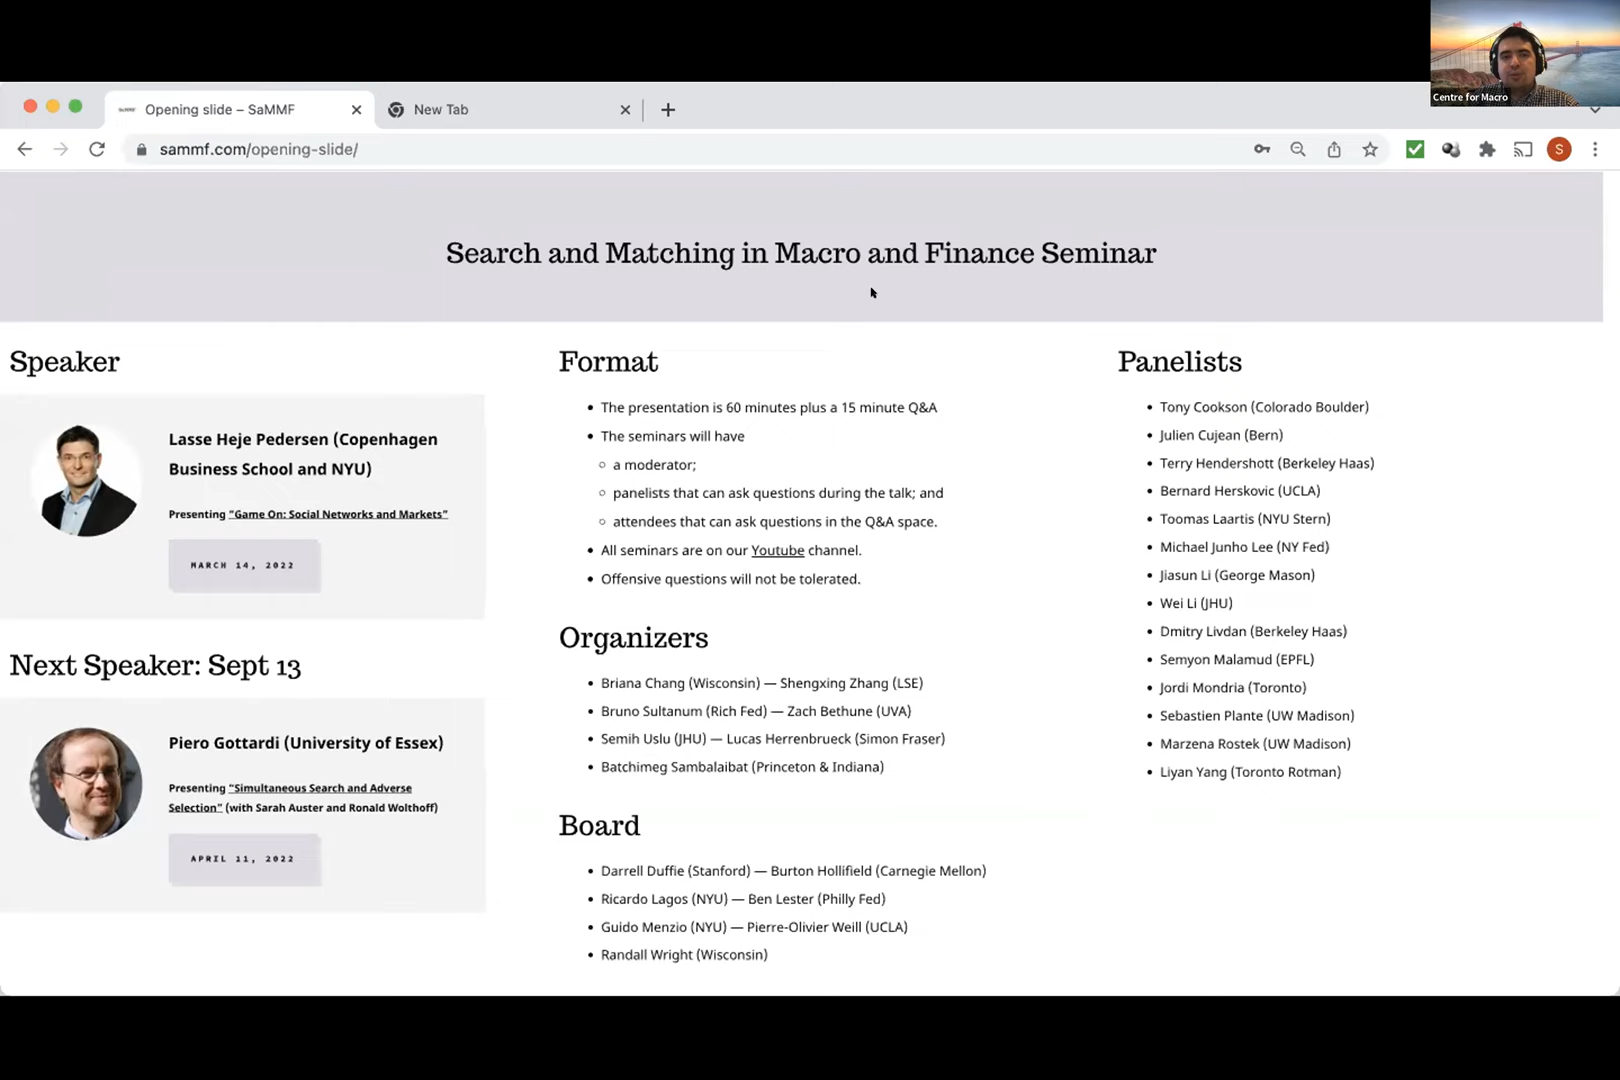 Centre for Macro
Opening slide – SaMMF
New Tab
sammf.com/opening-slide/
S
Search and Matching in Macro and Finance Seminar
Speaker
Lasse Heje Pedersen (Copenhagen
Business School and NYU)
Presenting "Game On: Social Networks and Markets"
MARCH 14, 2022
Next Speaker: Sept 13
Piero Gottardi (University of Essex)
Presenting "Simultaneous Search and Adverse
Selection" (with Sarah Auster and Ronald Wolthoff)
APRIL 11, 2022
Format
The presentation is 60 minutes plus a 15 minute Q&A
The seminars will have
a moderator;
panelists that can ask questions during the talk; and
attendees that can ask questions in the Q&A space.
All seminars are on our Youtube channel.
Offensive questions will not be tolerated.
Organizers
Briana Chang (Wisconsin) — Shengxing Zhang (LSE)
Bruno Sultanum (Rich Fed) — Zach Bethune (UVA)
Semih Uslu (JHU) — Lucas Herrenbrueck (Simon Fraser)
Batchimeg Sambalaibat (Princeton & Indiana)
Board
Darrell Duffie (Stanford) — Burton Hollifield (Carnegie Mellon)
Ricardo Lagos (NYU) — Ben Lester (Philly Fed)
Guido Menzio (NYU) — Pierre-Olivier Weill (UCLA)
Randall Wright (Wisconsin)
Panelists
Tony Cookson (Colorado Boulder)
Julien Cujean (Bern)
Terry Hendershott (Berkeley Haas)
Bernard Herskovic (UCLA)
Toomas Laartis (NYU Stern)
Michael Junho Lee (NY Fed)
Jiasun Li (George Mason)
Wei Li (JHU)
Dmitry Livdan (Berkeley Haas)
Semyon Malamud (EPFL)
Jordi Mondria (Toronto)
Sebastien Plante (UW Madison)
Marzena Rostek (UW Madison)
Liyan Yang (Toronto Rotman)